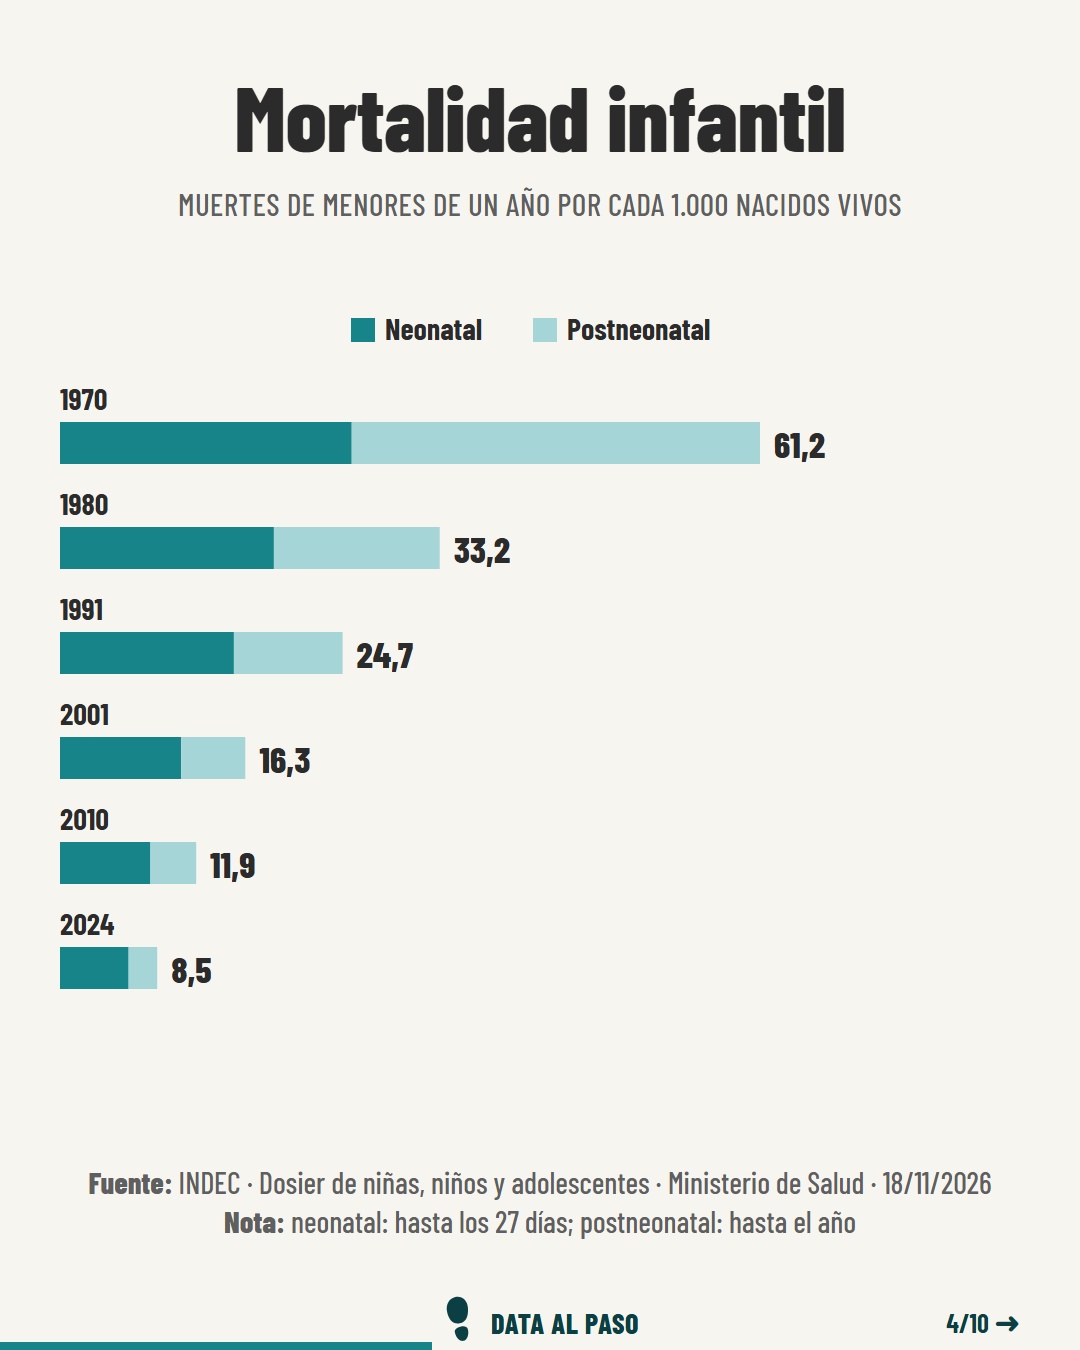 Mortalidad infantil
MUERTES DE MENORES DE UN AÑO POR CADA 1.000 NACIDOS VIVOS
Neonatal Postneonatal
1970
61,2
1980
33,2
1991
24,7
2001
16,3
2010
11,9
2024
8,5
Fuente: INDEC · Dosier de niñas, niños y adolescentes · Ministerio de Salud · 18/11/2026
Nota: neonatal: hasta los 27 días; postneonatal: hasta el año
DATA AL PASO 4/10 →